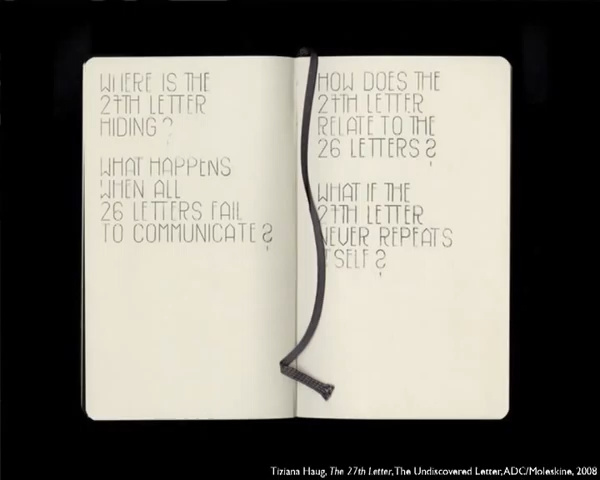 WHERE IS THE
27TH LETTER
HIDING?
WHAT HAPPENS
WHEN ALL
26 LETTERS FAIL
TO COMMUNICATE?
HOW DOES THE
27TH LETTER
RELATE TO THE
26 LETTERS?
WHAT IF THE
27TH LETTER
NEVER REPEATS
ITSELF?
Tiziana Haug, The 27th Letter, The Undiscovered Letter, ADC/Moleskine, 2008